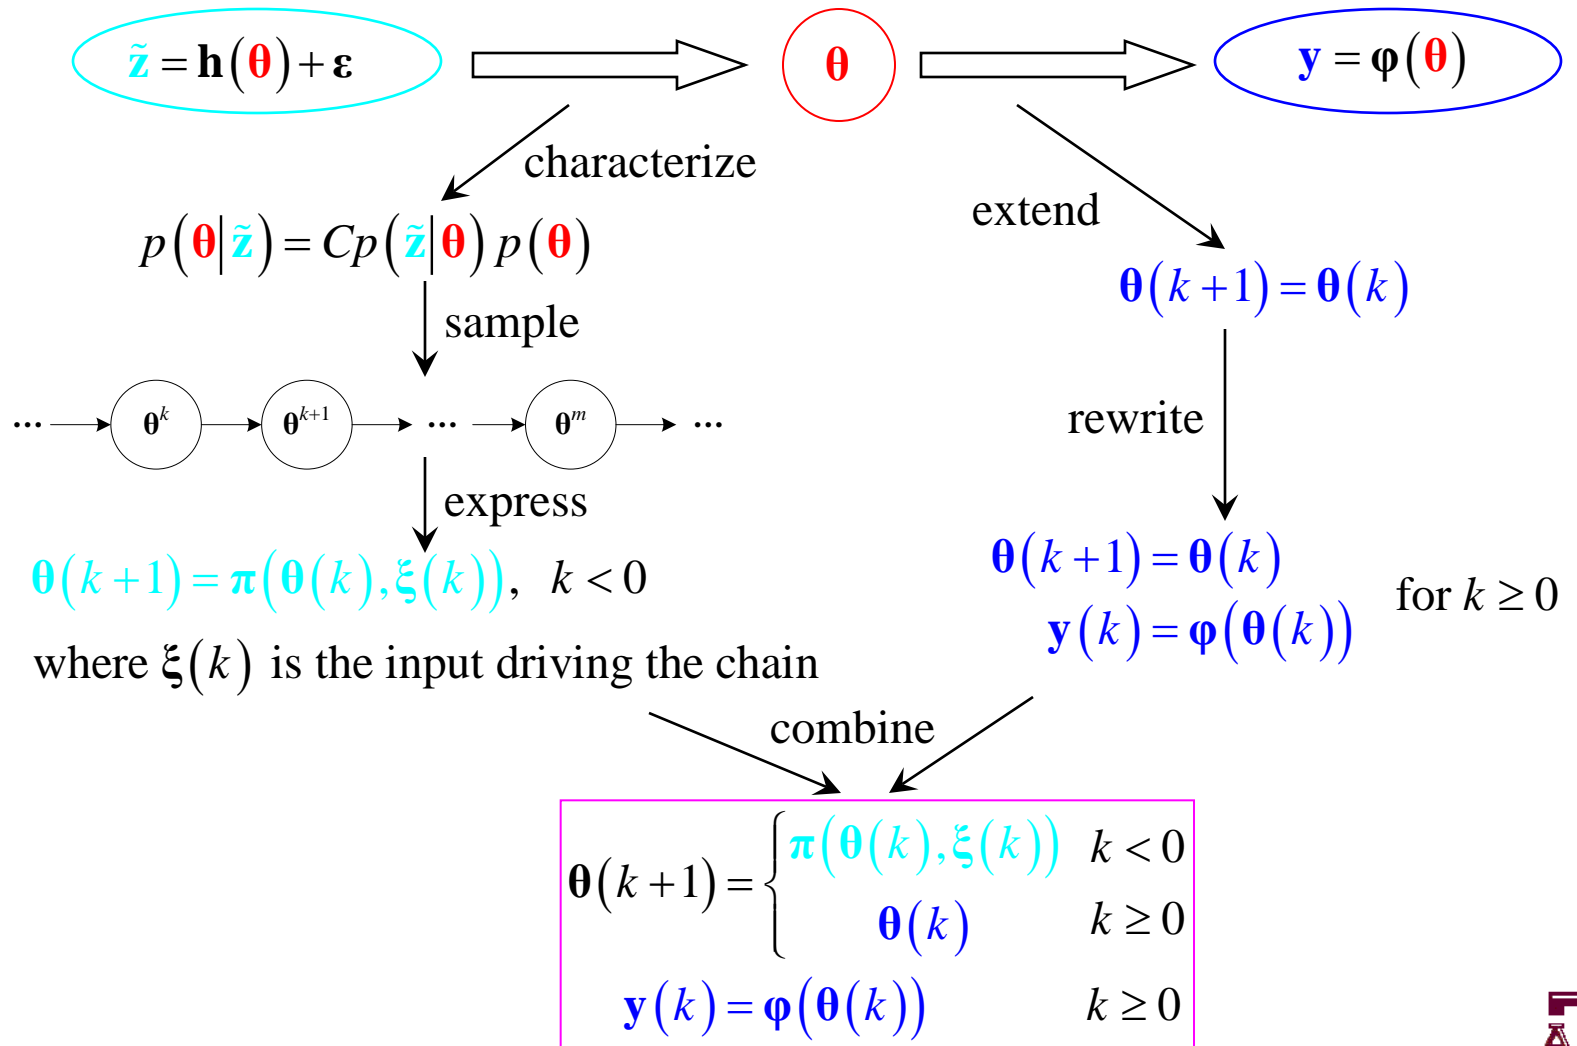 z̃ = h(θ) + ε
θ
y = φ(θ)
characterize
extend
p(θ|z̃) = Cp(z̃|θ) p(θ)
θ(k+1) = θ(k)
sample
rewrite
... θ^k θ^{k+1} ... θ^m ...
express
θ(k+1) = π(θ(k), ξ(k)), k < 0
where ξ(k) is the input driving the chain
θ(k+1) = θ(k)
y(k) = φ(θ(k))
for k ≥ 0
combine
θ(k+1) = { π(θ(k), ξ(k)) k < 0
θ(k) k ≥ 0
y(k) = φ(θ(k)) k ≥ 0